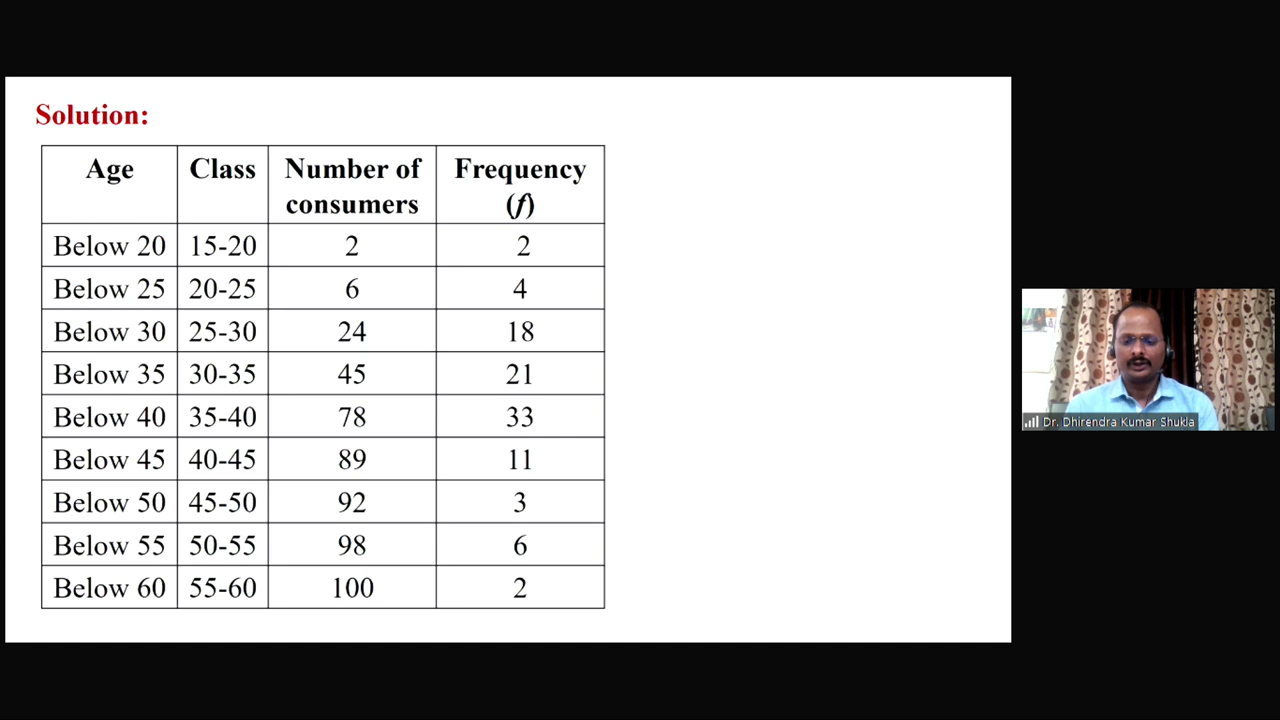 Solution:
Age Class Number of consumers Frequency (f)
Below 20 15-20 2 2
Below 25 20-25 6 4
Below 30 25-30 24 18
Below 35 30-35 45 21
Below 40 35-40 78 33
Below 45 40-45 89 11
Below 50 45-50 92 3
Below 55 50-55 98 6
Below 60 55-60 100 2
Dr. Dhirendra Kumar Shukla